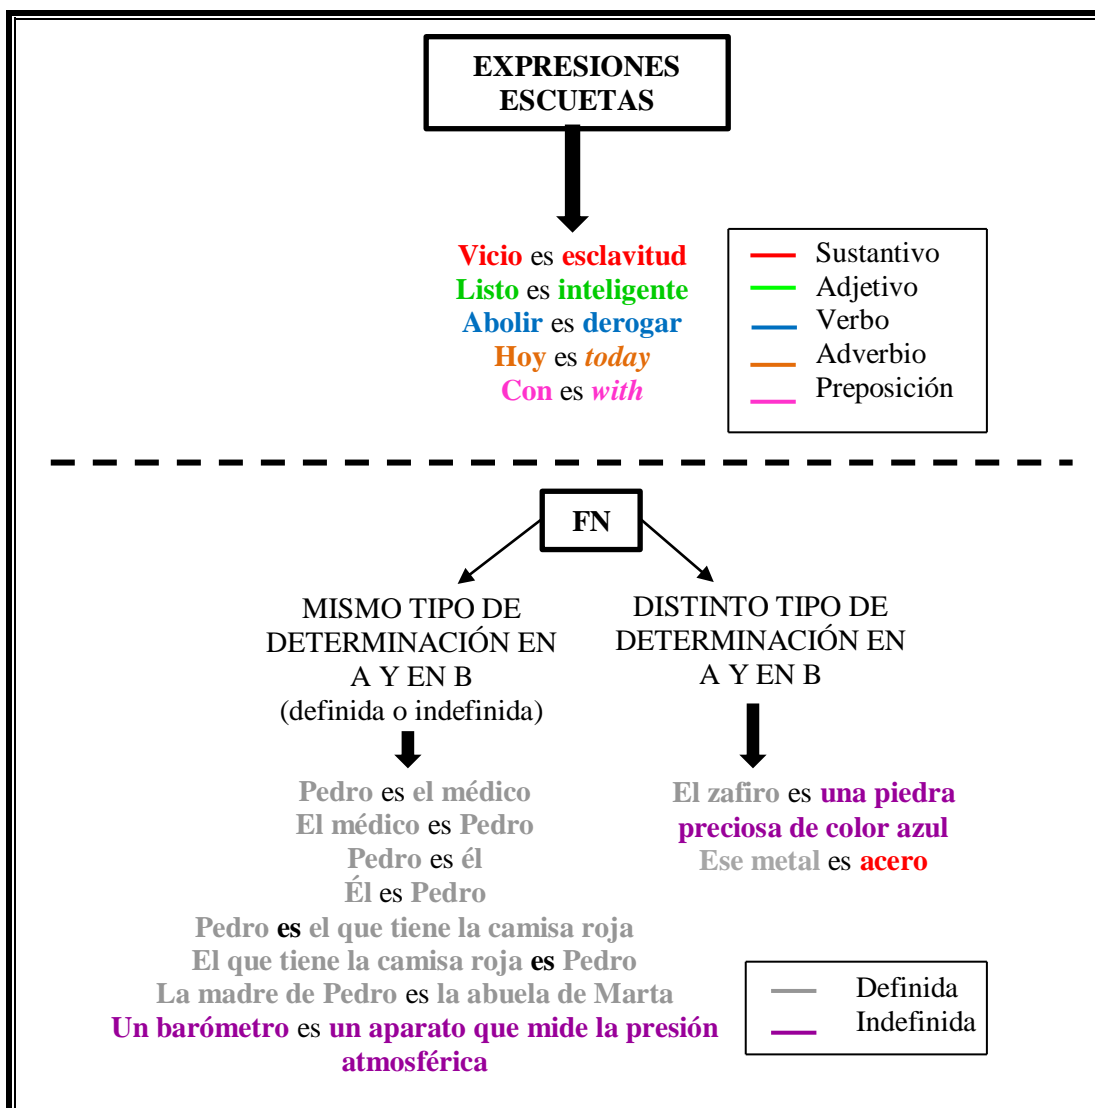 EXPRESIONES
ESCUETAS
Vicio es esclavitud
Listo es inteligente
Abolir es derogar
Hoy es today
Con es with
Sustantivo
Adjetivo
Verbo
Adverbio
Preposición
FN
MISMO TIPO DE
DETERMINACIÓN EN
A Y EN B
(definida o indefinida)
DISTINTO TIPO DE
DETERMINACIÓN EN
A Y EN B
Pedro es el médico
El médico es Pedro
Pedro es él
Él es Pedro
Pedro es el que tiene la camisa roja
El que tiene la camisa roja es Pedro
La madre de Pedro es la abuela de Marta
Un barómetro es un aparato que mide la presión
atmosférica
El zafiro es una piedra
preciosa de color azul
Ese metal es acero
Definida
Indefinida